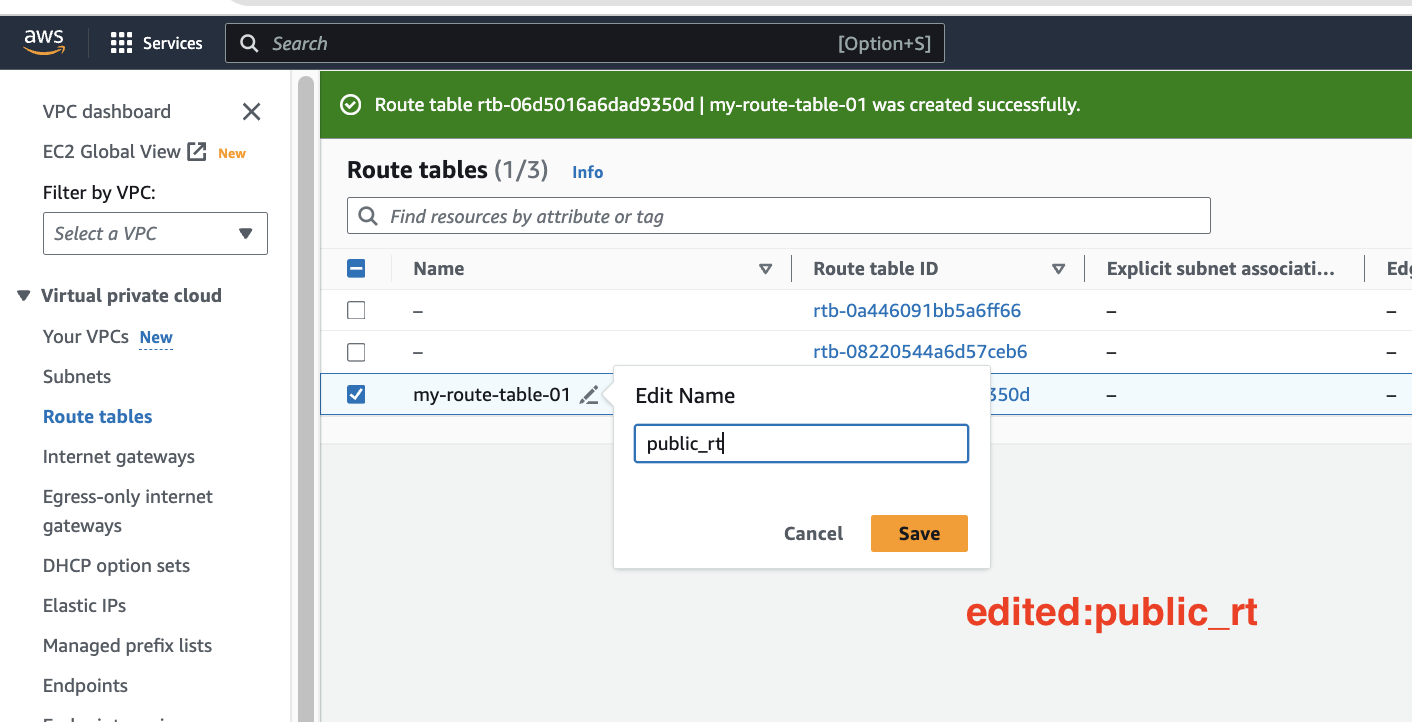 aws Services Search [Option+S]
VPC dashboard
EC2 Global View New
Filter by VPC:
Select a VPC
Virtual private cloud
Your VPCs New
Subnets
Route tables
Internet gateways
Egress-only internet
gateways
DHCP option sets
Elastic IPs
Managed prefix lists
Endpoints
Route table rtb-06d5016a6dad9350d | my-route-table-01 was created successfully.
Route tables (1/3) Info
Find resources by attribute or tag
Name Route table ID Explicit subnet associati...
– rtb-0a446091bb5a6ff66 – –
– rtb-08220544a6d57ceb6 – –
my-route-table-01 350d – –
Edit Name
public_rt
Cancel Save
edited:public_rt